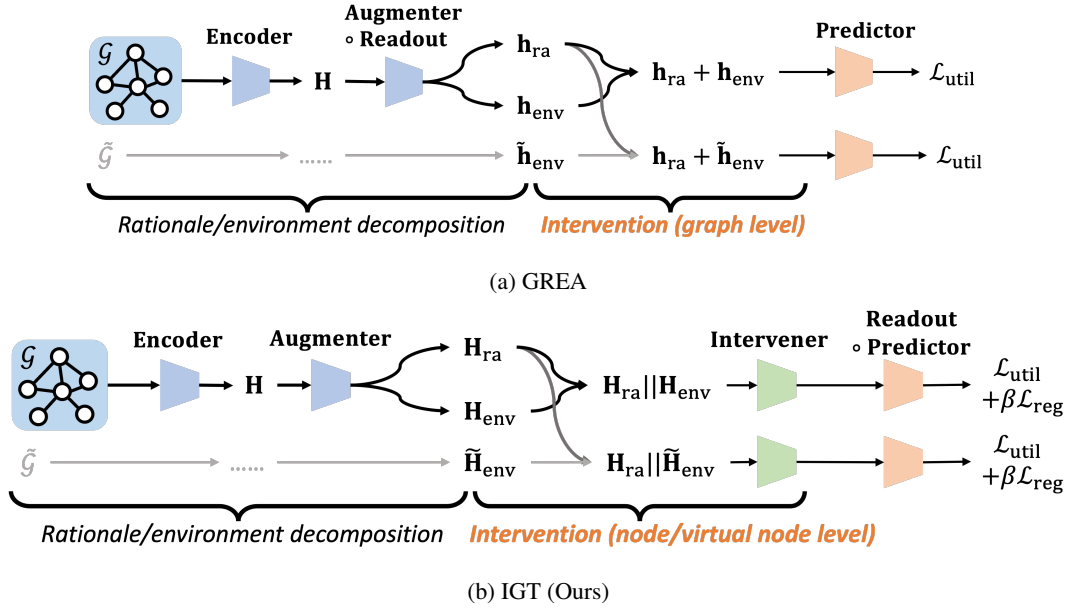 𝒢
Encoder
H
Augmenter
∘ Readout
h_ra
h_env
h_ra + h_env
Predictor
ℒ_util
𝒢̃
......
h̃_env
h_ra + h̃_env
ℒ_util
Rationale/environment decomposition
Intervention (graph level)
(a) GREA
𝒢
Encoder
H
Augmenter
H_ra
H_env
H_ra||H_env
Intervener
Readout
∘ Predictor
ℒ_util
+βℒ_reg
𝒢̃
......
H̃_env
H_ra||H̃_env
ℒ_util
+βℒ_reg
Rationale/environment decomposition
Intervention (node/virtual node level)
(b) IGT (Ours)